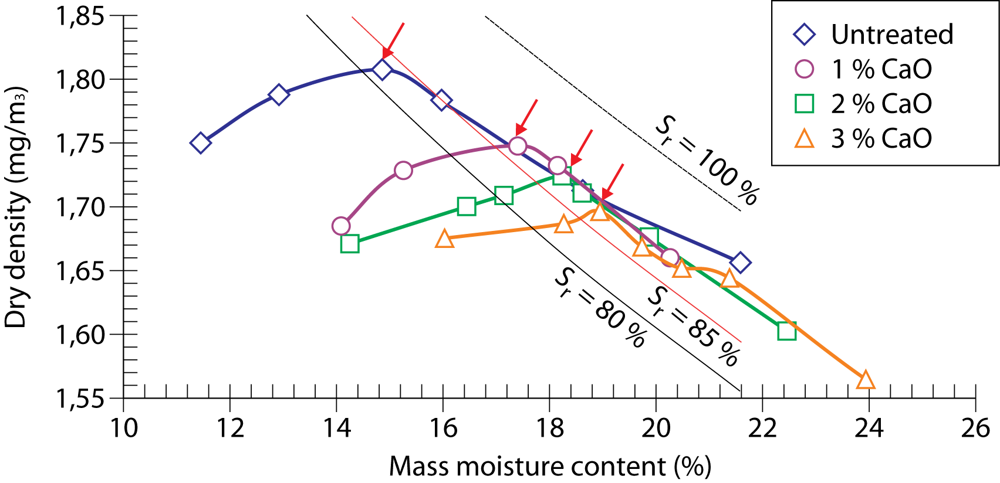 1,85
1,80
1,75
1,70
1,65
1,60
1,55
Dry density (mg/m3)
10 12 14 16 18 20 22 24 26
Mass moisture content (%)
Sr = 100 %
Sr = 85 %
Sr = 80 %
Untreated
1 % CaO
2 % CaO
3 % CaO